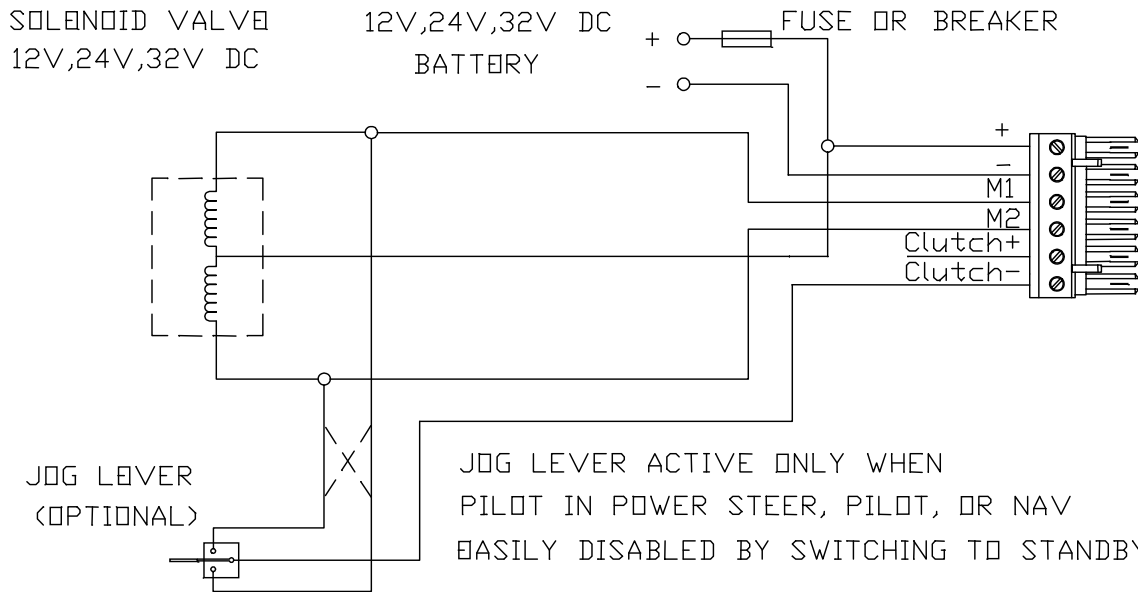 SOLENOID VALVE
12V,24V,32V DC
12V,24V,32V DC
BATTERY
+
-
FUSE OR BREAKER
+
-
M1
M2
Clutch+
Clutch-
X
JOG LEVER
(OPTIONAL)
JOG LEVER ACTIVE ONLY WHEN
PILOT IN POWER STEER, PILOT, OR NAV
EASILY DISABLED BY SWITCHING TO STANDBY